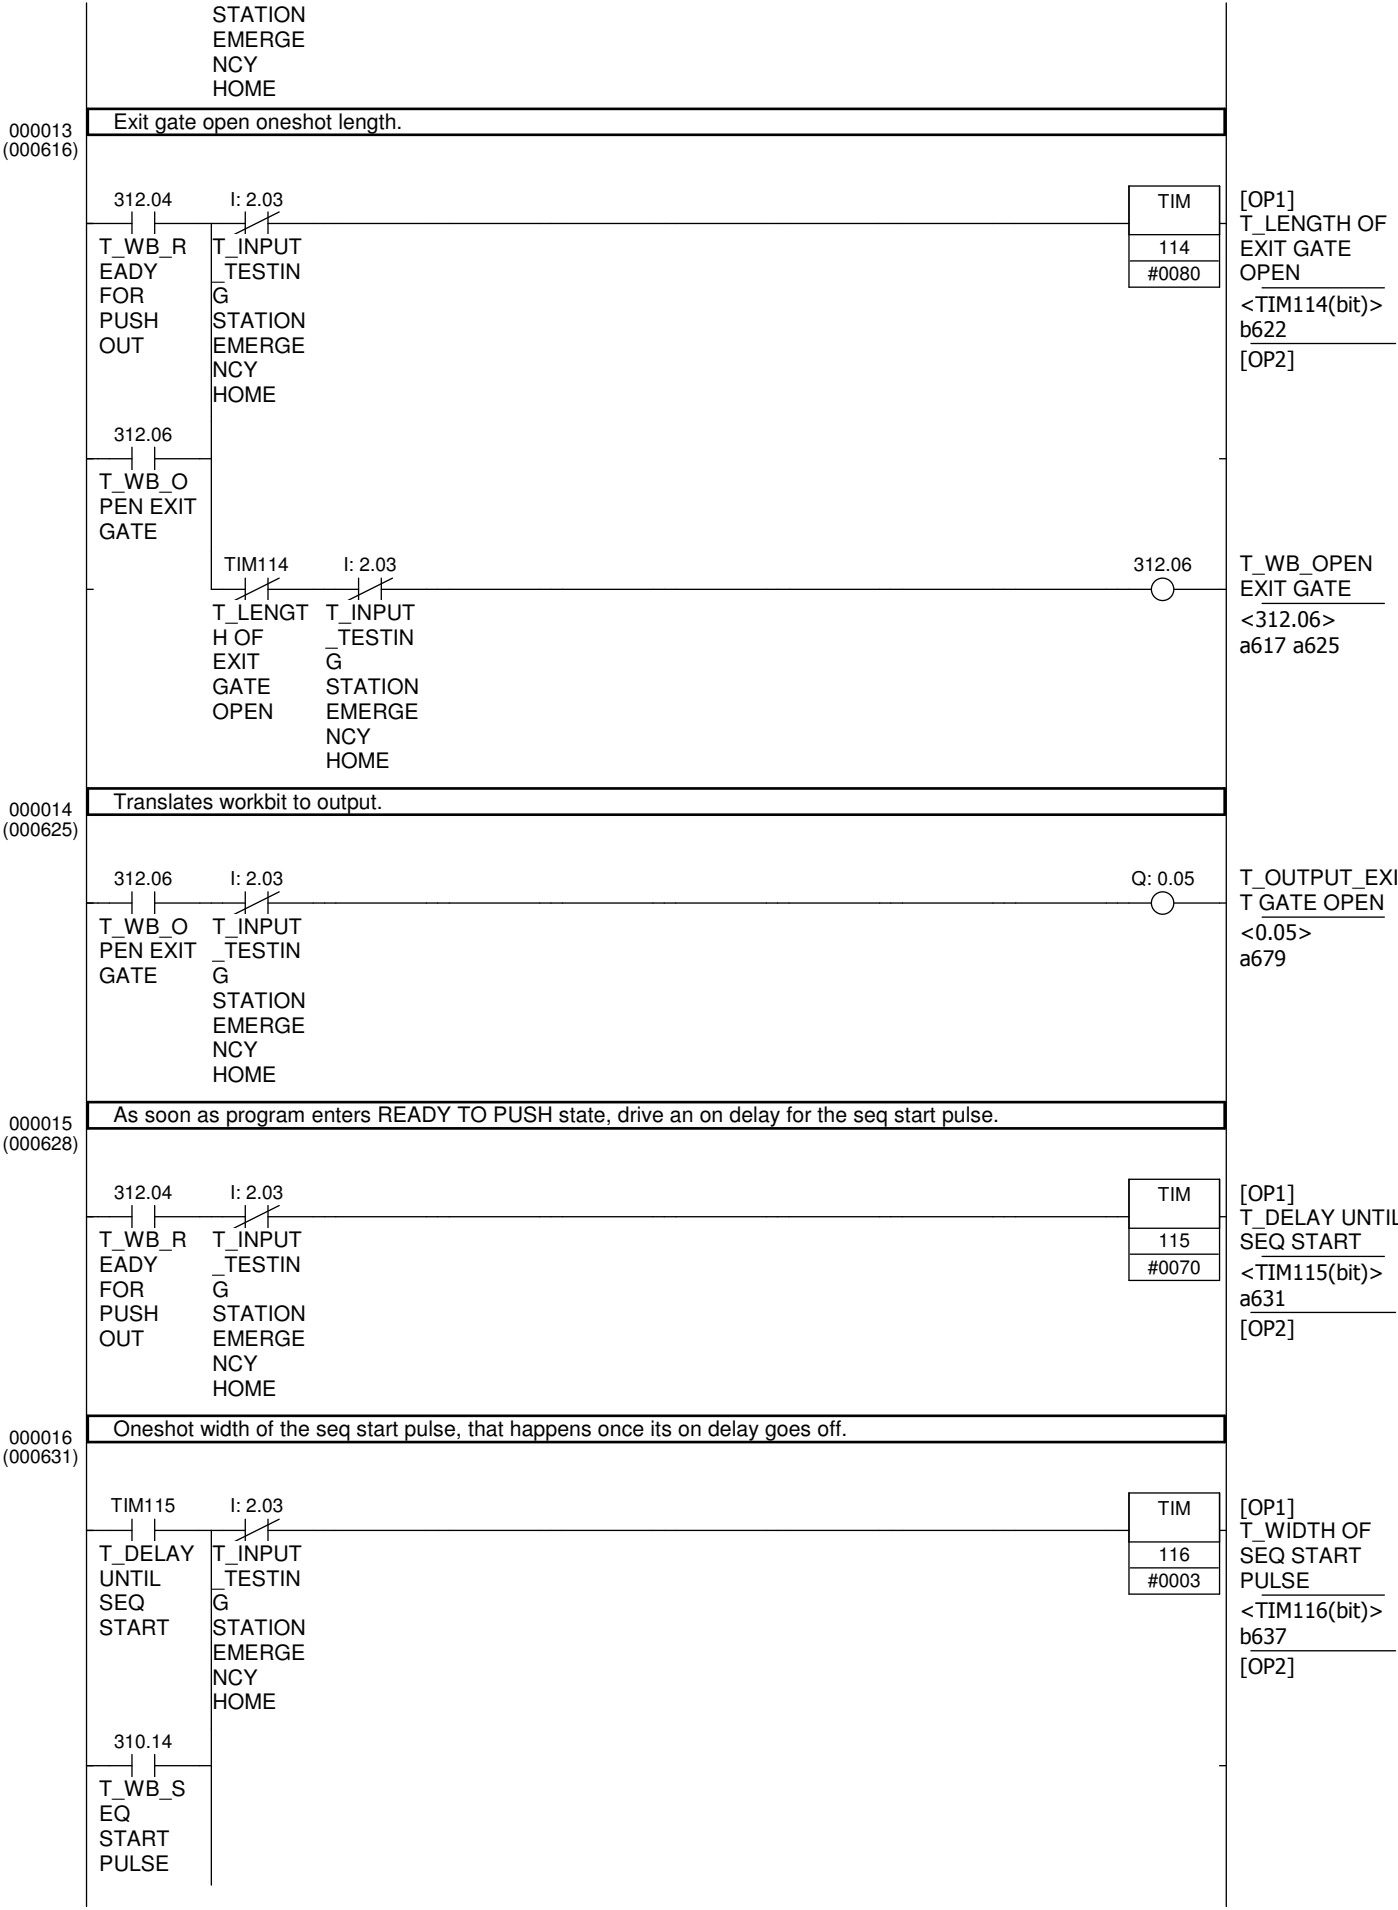 STATION
EMERGE
NCY
HOME
000013
(000616)
Exit gate open oneshot length.
312.04
I: 2.03
TIM
[OP1]
T_WB_R
EADY
FOR
PUSH
OUT
T_INPUT
_TESTIN
G
STATION
EMERGE
NCY
HOME
114
#0080
T_LENGTH OF
EXIT GATE
OPEN
<TIM114(bit)>
b622
[OP2]
312.06
T_WB_O
PEN EXIT
GATE
TIM114
I: 2.03
312.06
T_LENGT
H OF
EXIT
GATE
OPEN
T_INPUT
_TESTIN
G
STATION
EMERGE
NCY
HOME
T_WB_OPEN
EXIT GATE
<312.06>
a617 a625
000014
(000625)
Translates workbit to output.
312.06
I: 2.03
Q: 0.05
T_WB_O
PEN EXIT
GATE
T_INPUT
_TESTIN
G
STATION
EMERGE
NCY
HOME
T_OUTPUT_EXI
T GATE OPEN
<0.05>
a679
000015
(000628)
As soon as program enters READY TO PUSH state, drive an on delay for the seq start pulse.
312.04
I: 2.03
TIM
[OP1]
T_WB_R
EADY
FOR
PUSH
OUT
T_INPUT
_TESTIN
G
STATION
EMERGE
NCY
HOME
115
#0070
T_DELAY UNTIL
SEQ START
<TIM115(bit)>
a631
[OP2]
000016
(000631)
Oneshot width of the seq start pulse, that happens once its on delay goes off.
TIM115
I: 2.03
TIM
[OP1]
T_DELAY
UNTIL
SEQ
START
T_INPUT
_TESTIN
G
STATION
EMERGE
NCY
HOME
116
#0003
T_WIDTH OF
SEQ START
PULSE
<TIM116(bit)>
b637
[OP2]
310.14
T_WB_S
EQ
START
PULSE